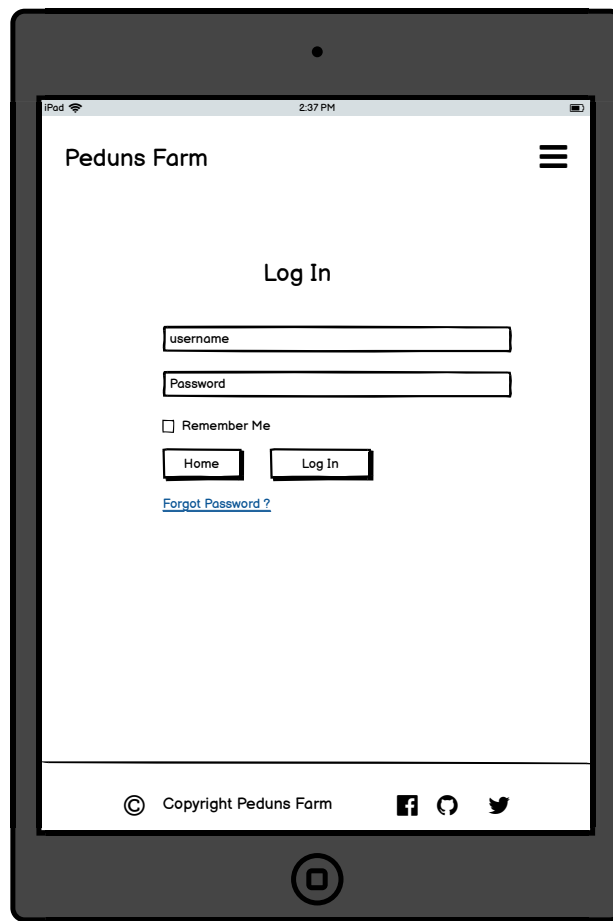 iPad 2:37 PM
Peduns Farm
Log In
username
Password
Remember Me
Home Log In
Forgot Password ?
© Copyright Peduns Farm